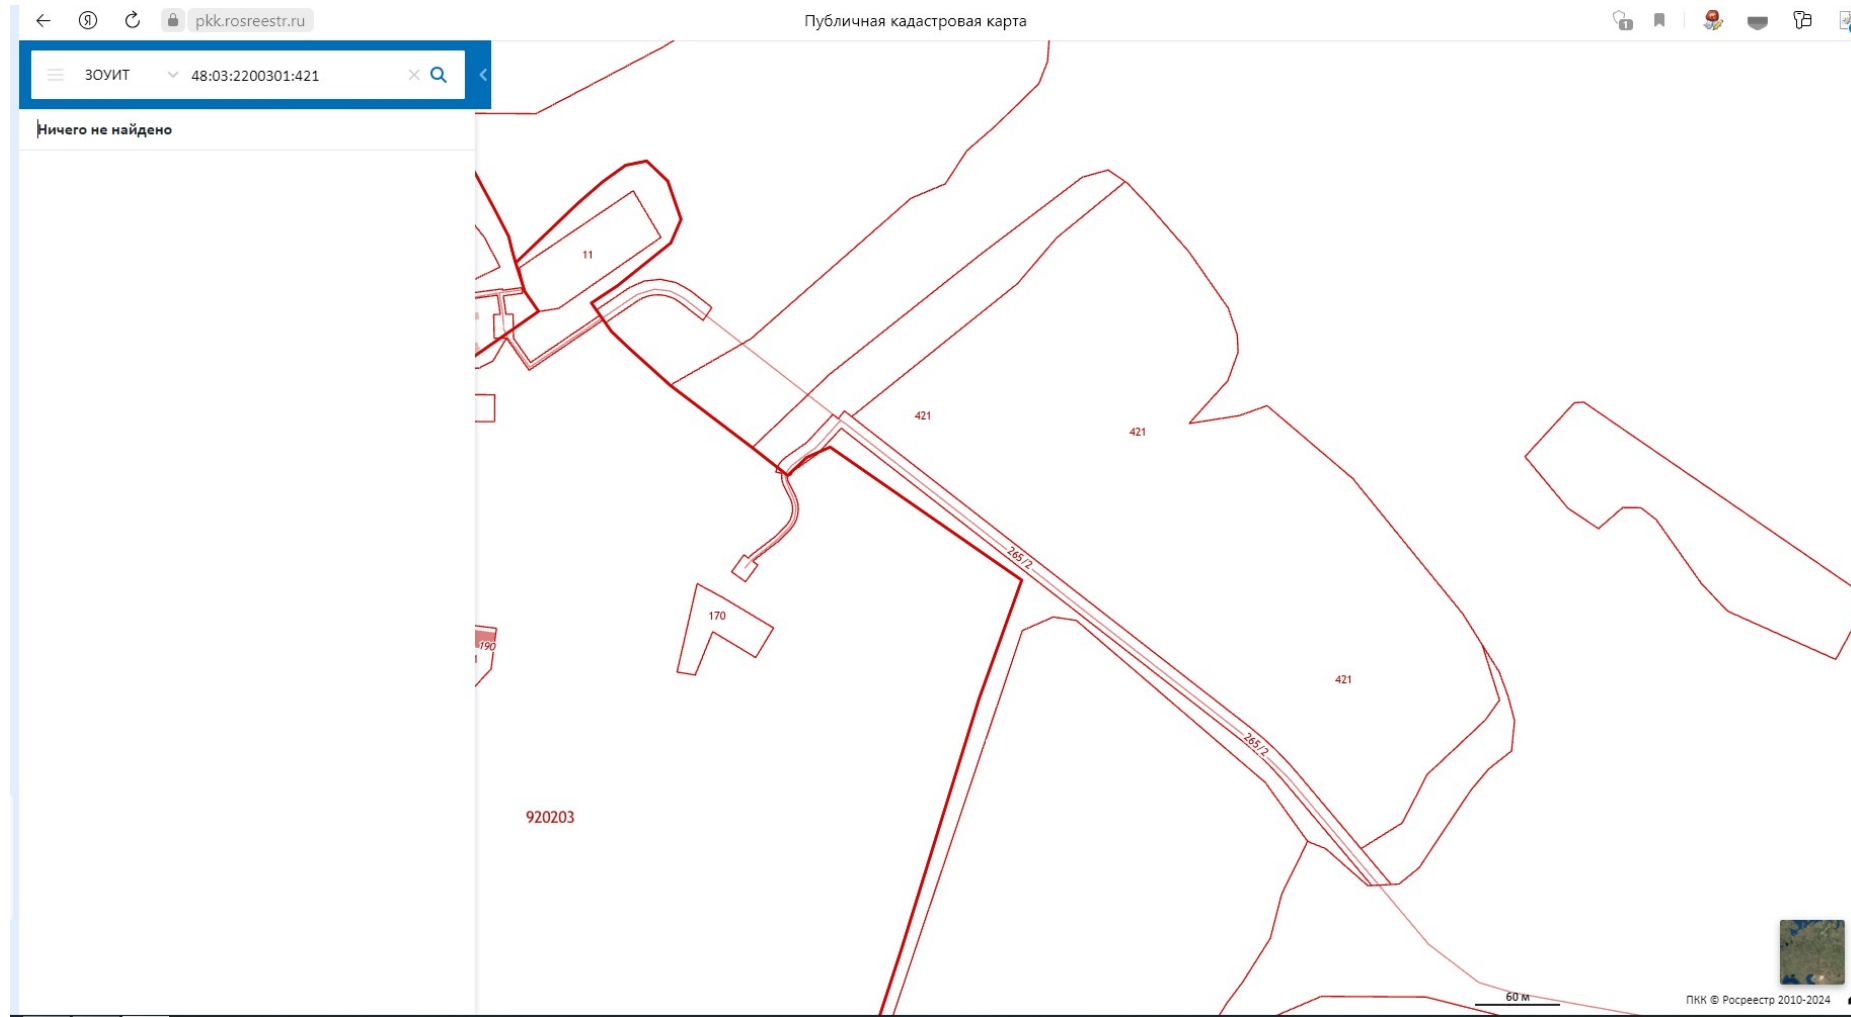 pkk.rosreestr.ru
Публичная кадастровая карта
1
ЗОУИТ
48:03:2200301:421
Ничего не найдено
11
421
421
265/2
170
190
421
265/2
920203
60 м
ПКК © Росреестр 2010-2024